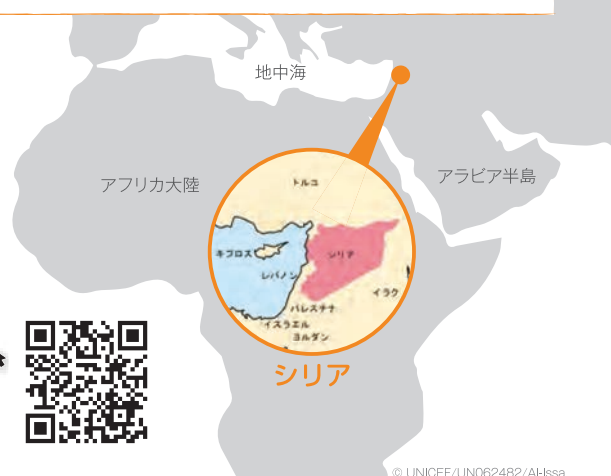 地中海
アフリカ大陸
アラビア半島
トルコ
キプロス
シリア
レバノン
イラク
パレスチナ
イスラエル
ヨルダン
シリア
© UNICEF/UN062482/Al-Issa